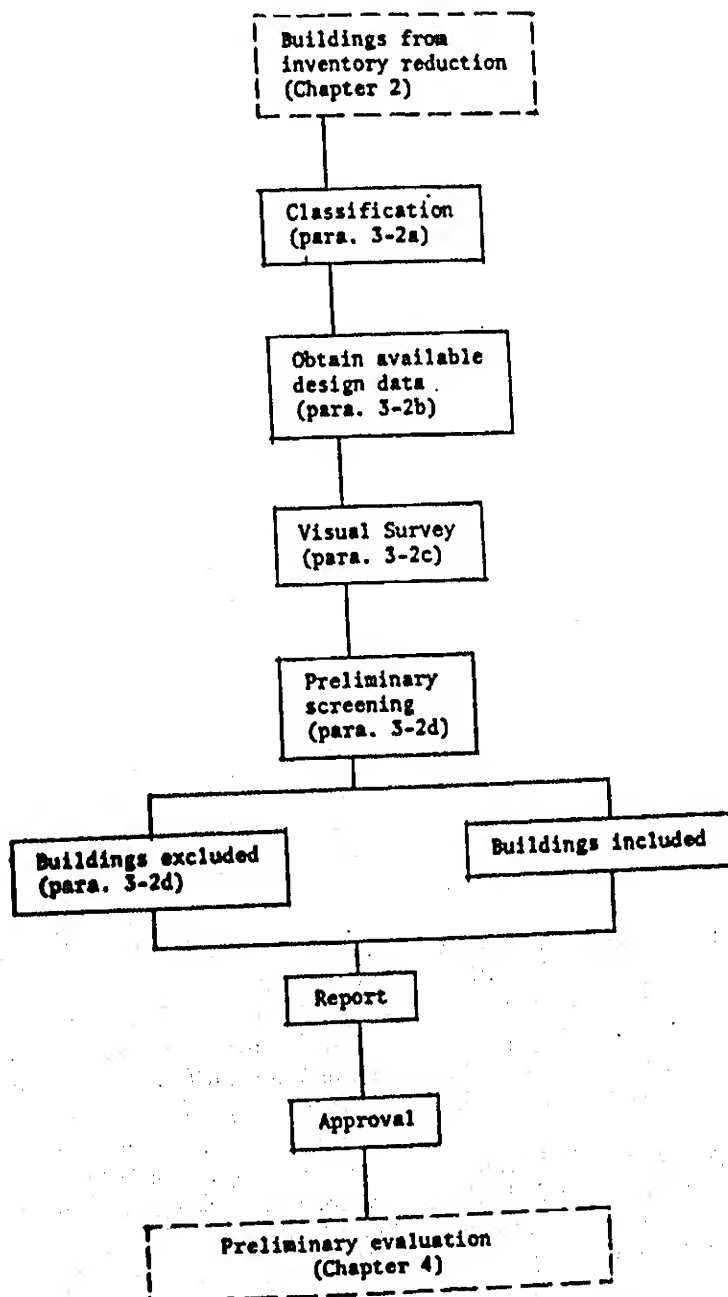 Buildings from
inventory reduction
(Chapter 2)
Classification
(para. 3-2a)
Obtain available
design data
(para. 3-2b)
Visual Survey
(para. 3-2c)
Preliminary
screening
(para. 3-2d)
Buildings excluded
(para. 3-2d)
Buildings included
Report
Approval
Preliminary evaluation
(Chapter 4)